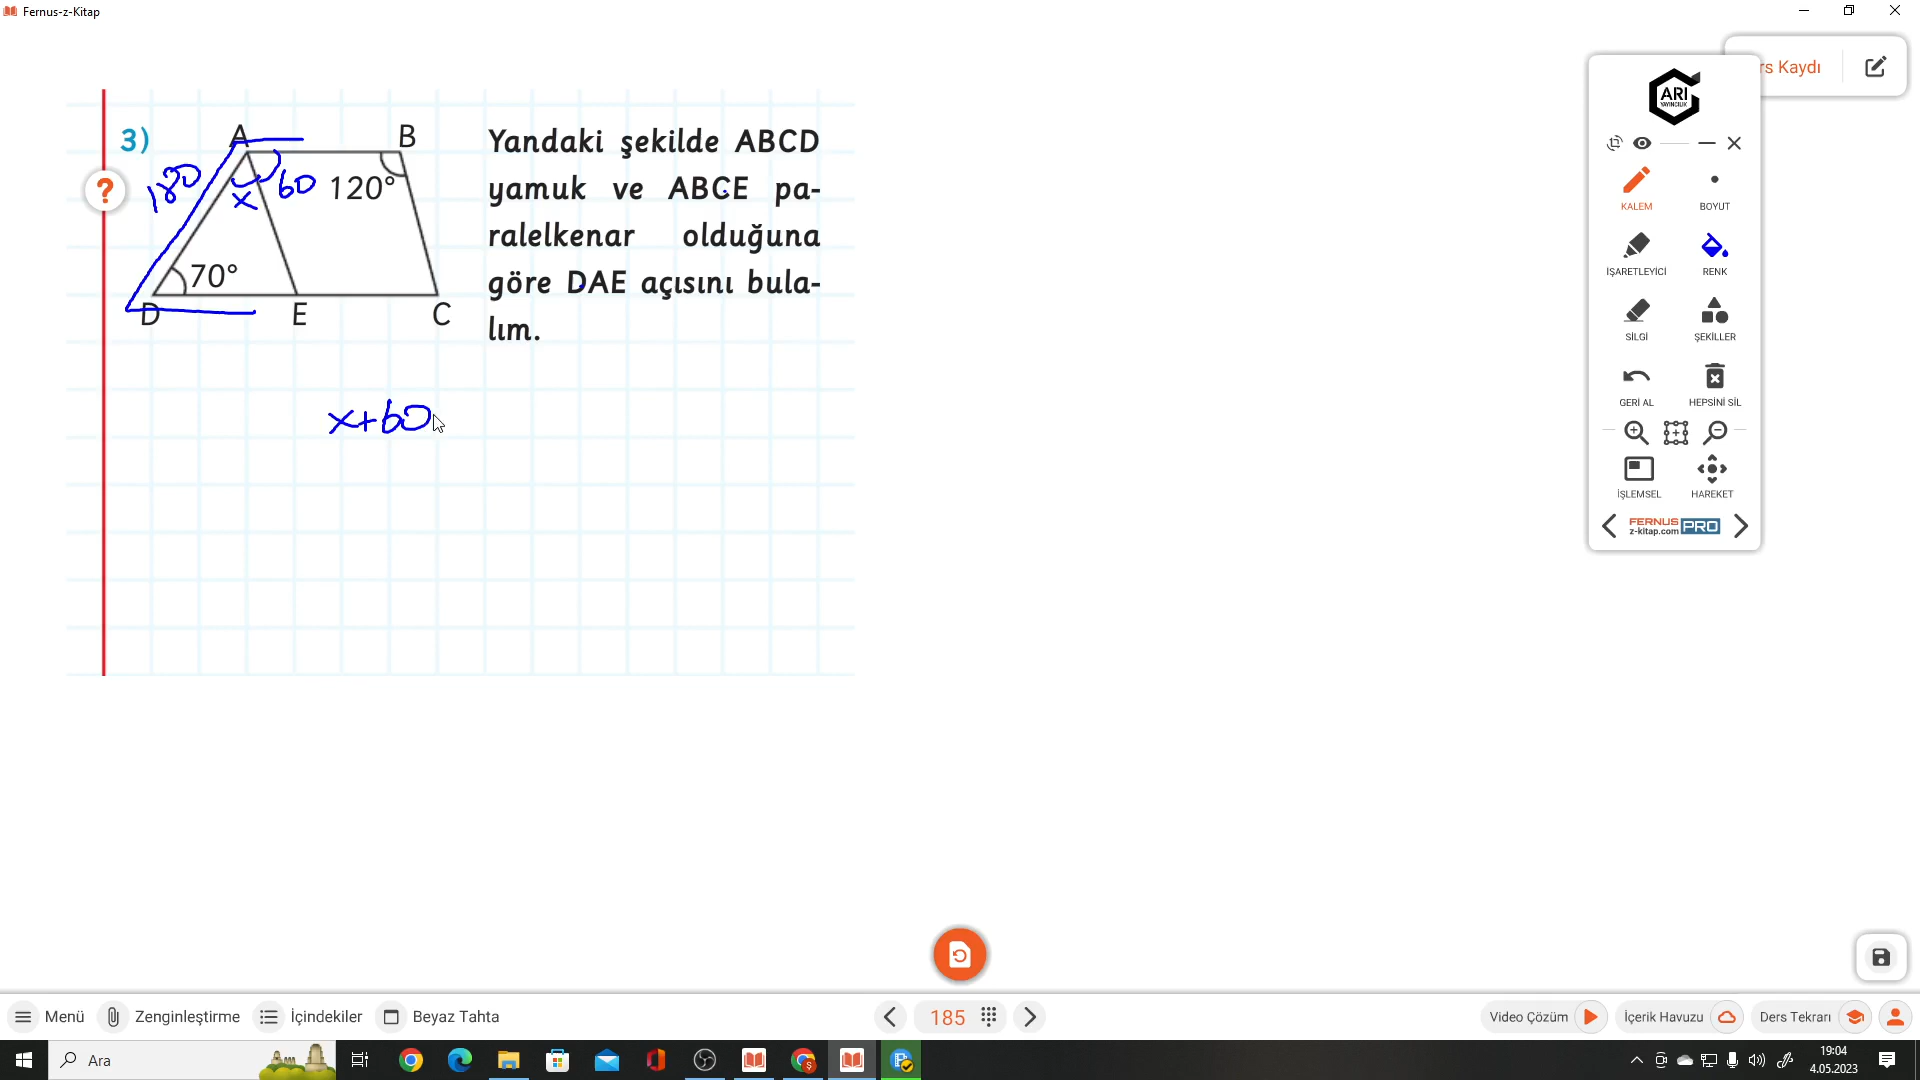 Fernus-z-Kitap
rs Kaydı
ARI
YAYINCILIK
3)
A
B
Yandaki şekilde ABCD
yamuk ve ABCE pa-
ralelkenar olduğuna
göre DAE açısını bula-
lım.
?
180
x
60
120°
70°
D
E
C
x+60
KALEM
BOYUT
İŞARETLEYİCİ
RENK
SİLGİ
ŞEKİLLER
GERİ AL
HEPSİNİ SİL
İŞLEMSEL
HAREKET
FERNUS PRO
z-kitap.com
Menü
Zenginleştirme
İçindekiler
Beyaz Tahta
185
Video Çözüm
İçerik Havuzu
Ders Tekrarı
Ara
19:04
4.05.2023